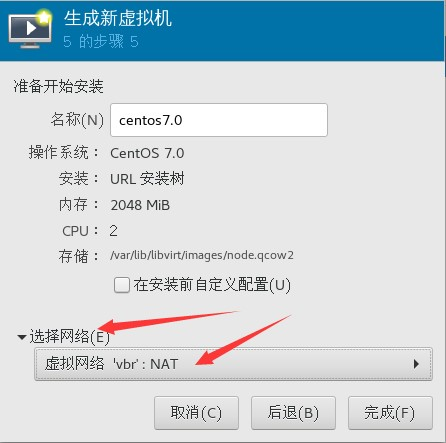 生成新虚拟机
5 的步骤 5
准备开始安装
名称(N) centos7.0
操作系统： CentOS 7.0
安装： URL 安装树
内存： 2048 MiB
CPU： 2
存储： /var/lib/libvirt/images/node.qcow2
在安装前自定义配置(U)
选择网络(E)
虚拟网络 'vbr' : NAT
取消(C) 后退(B) 完成(F)